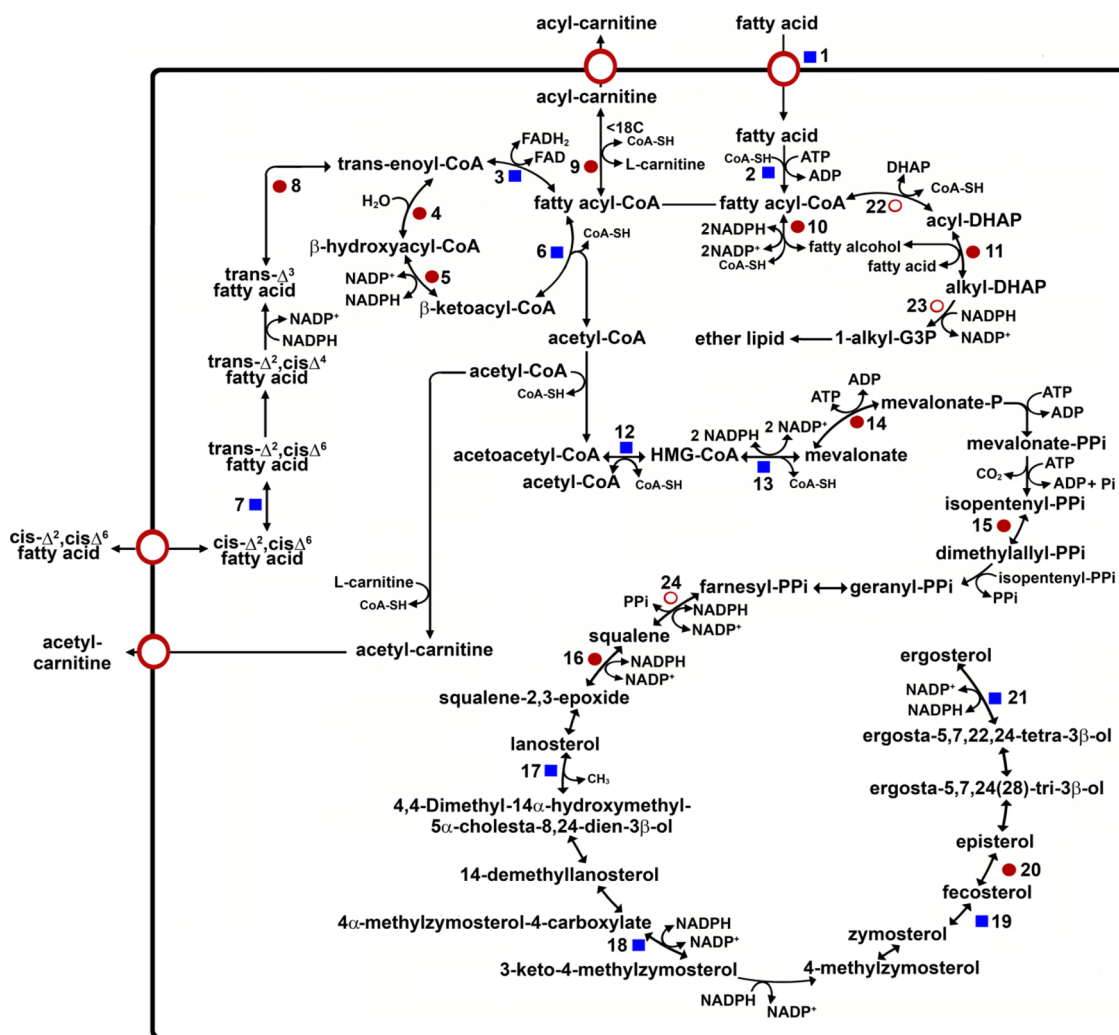 acyl-carnitine
fatty acid
1
acyl-carnitine
<18C
CoA-SH
L-carnitine
9
fatty acid
CoA-SH
ATP
ADP
2
trans-enoyl-CoA
FADH2
FAD
3
8
H2O
4
fatty acyl-CoA
fatty acyl-CoA
DHAP
CoA-SH
22
acyl-DHAP
2NADPH
2NADP+
CoA-SH
10
fatty alcohol
fatty acid
11
β-hydroxyacyl-CoA
NADP+
NADPH
5
β-ketoacyl-CoA
6
CoA-SH
trans-Δ3
fatty acid
alkyl-DHAP
23
NADPH
NADP+
NADP+
NADPH
acetyl-CoA
ether lipid
1-alkyl-G3P
trans-Δ2,cisΔ4
fatty acid
acetyl-CoA
CoA-SH
ATP
ADP
mevalonate-P
ATP
ADP
14
trans-Δ2,cisΔ6
fatty acid
acetoacetyl-CoA
12
HMG-CoA
acetyl-CoA
CoA-SH
2 NADPH
2 NADP+
13
CoA-SH
mevalonate
mevalonate-PPi
CO2
ATP
ADP+ Pi
7
isopentenyl-PPi
15
cis-Δ2,cisΔ6
fatty acid
cis-Δ2,cisΔ6
fatty acid
dimethylallyl-PPi
isopentenyl-PPi
PPi
L-carnitine
CoA-SH
24
farnesyl-PPi
geranyl-PPi
PPi
NADPH
NADP+
acetyl-
carnitine
acetyl-carnitine
squalene
16
NADPH
NADP+
ergosterol
squalene-2,3-epoxide
NADP+
NADPH
21
lanosterol
ergosta-5,7,22,24-tetra-3β-ol
17
CH3
ergosta-5,7,24(28)-tri-3β-ol
4,4-Dimethyl-14α-hydroxymethyl-
5α-cholesta-8,24-dien-3β-ol
episterol
14-demethyllanosterol
20
fecosterol
4α-methylzymosterol-4-carboxylate
19
18
NADPH
NADP+
zymosterol
3-keto-4-methylzymosterol
4-methylzymosterol
NADPH
NADP+